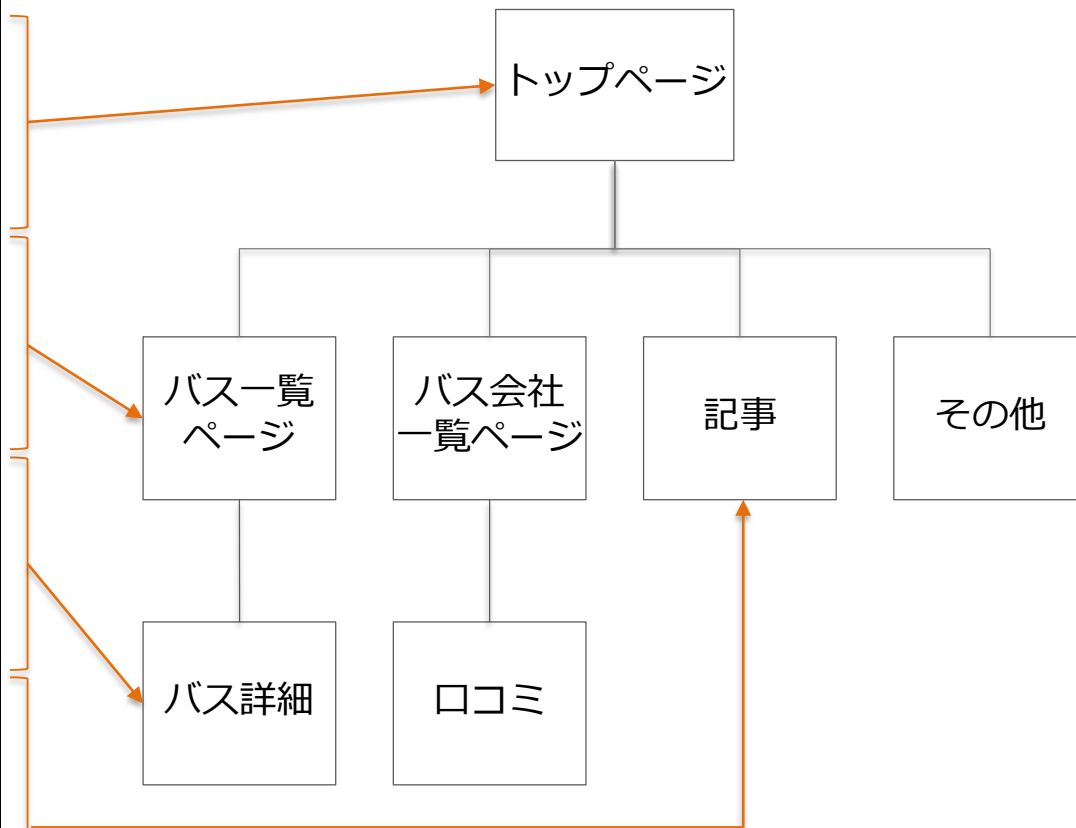 トップページ
バス一覧
ページ
バス会社
一覧ページ
記事
その他
バス詳細
口コミ